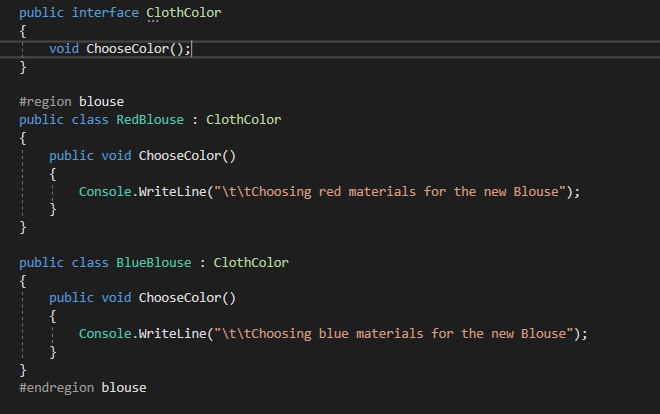 public interface ClothColor
{
void ChooseColor();
}
#region blouse
public class RedBlouse : ClothColor
{
public void ChooseColor()
{
Console.WriteLine("\t\tChoosing red materials for the new Blouse");
}
}
public class BlueBlouse : ClothColor
{
public void ChooseColor()
{
Console.WriteLine("\t\tChoosing blue materials for the new Blouse");
}
}
#endregion blouse